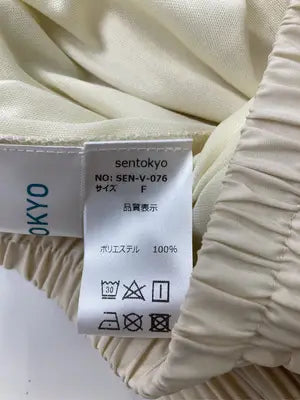 sentokyo
NO: SEN-V-076
サイズ F
品質表示
ポリエステル 100%
30
OKYO